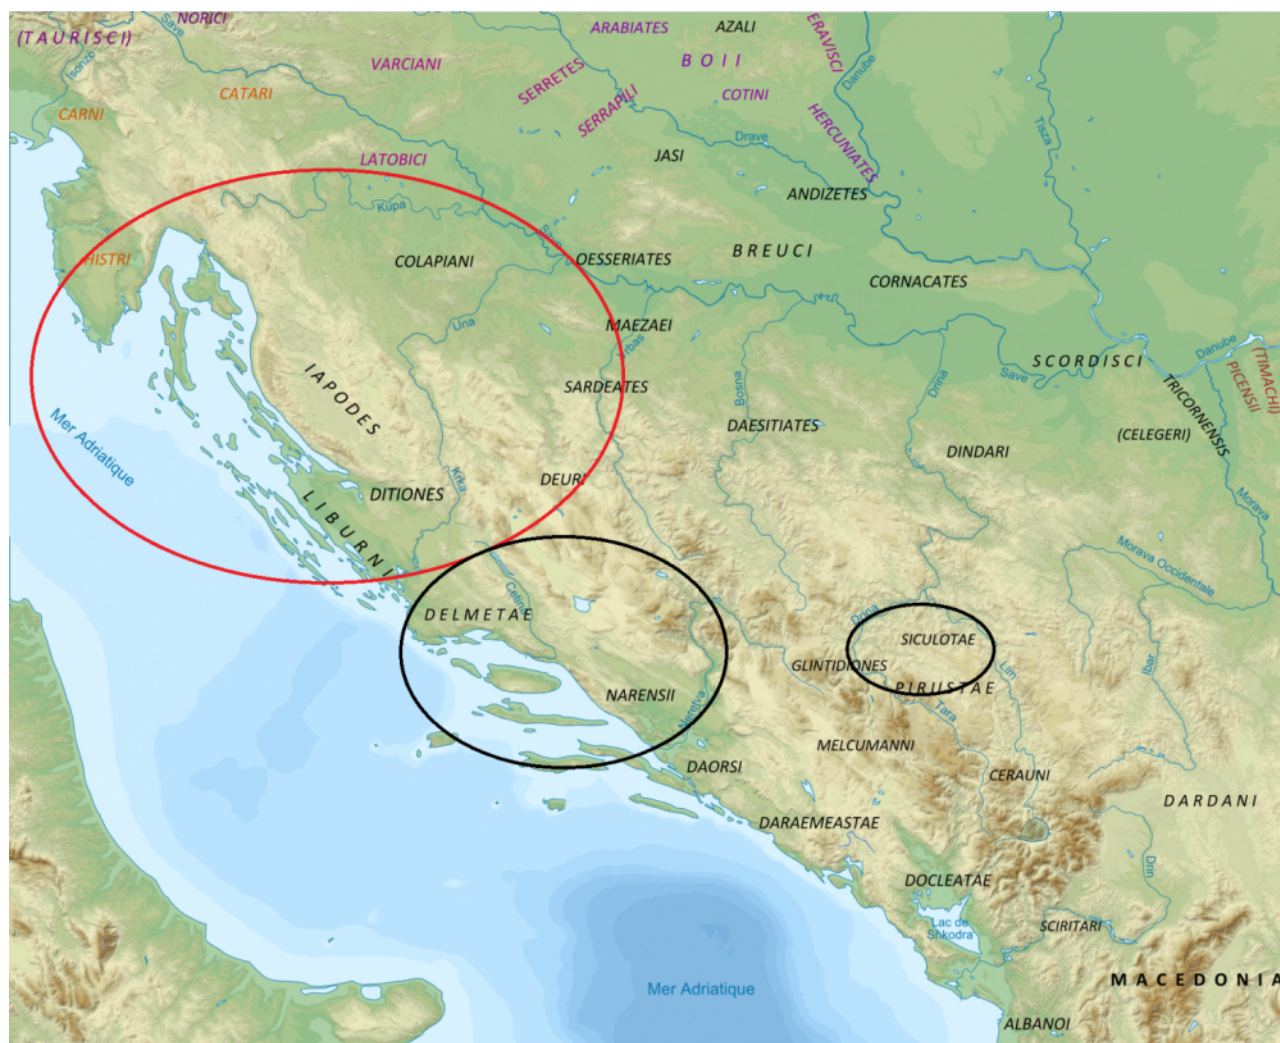 NORICI
(TAURISCI)
Save
Isonzo
ARABIATES
AZALI
ERAVISCI
BOII
VARCIANI
SERRETES
Danube
CATARI
COTINI
CARNI
SERRAPILI
HERCUNIATES
Tisza
Drave
LATOBICI
JASI
ANDIZETES
Kupa
Save
HISTRI
COLAPIANI
OESSERIATES
BREUCI
CORNACATES
Una
MAEZAEI
Vrbas
Danube
SCORDISCI
(TIMACHI)
PICENSII
TRICORNENSIS
Save
Drina
Bosna
IAPODES
SARDEATES
Mer Adriatique
DAESITIATES
(CELEGERI)
DINDARI
DEURI
Krka
DITIONES
Morava
LIBURNI
Morava Occidentale
Cetina
DELMETAE
Drina
SICULOTAE
GLINTIDIONES
Lim
Ibar
PIRUSTAE
NARENSII
Neretva
Tara
MELCUMANNI
DAORSI
CERAUNI
DARDANI
DARAEMEASTAE
Drin
DOCLEATAE
Lac de
Shkodra
SCIRITARI
MACEDONIA
Mer Adriatique
ALBANOI